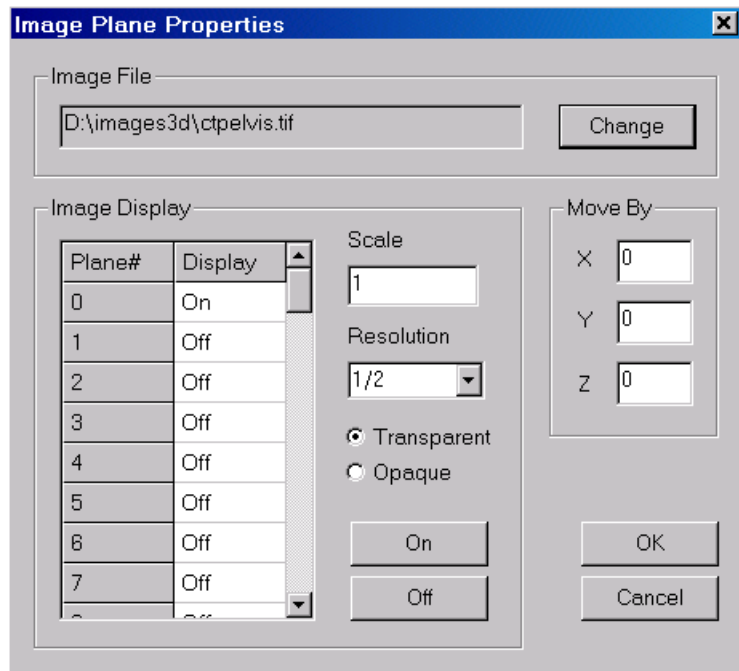 Image Plane Properties
Image File
D:\images3d\ctpelvis.tif
Change
Image Display
Plane# Display
0 On
1 Off
2 Off
3 Off
4 Off
5 Off
6 Off
7 Off
Scale
1
Resolution
1/2
Transparent
Opaque
On
Off
Move By
X 0
Y 0
Z 0
OK
Cancel